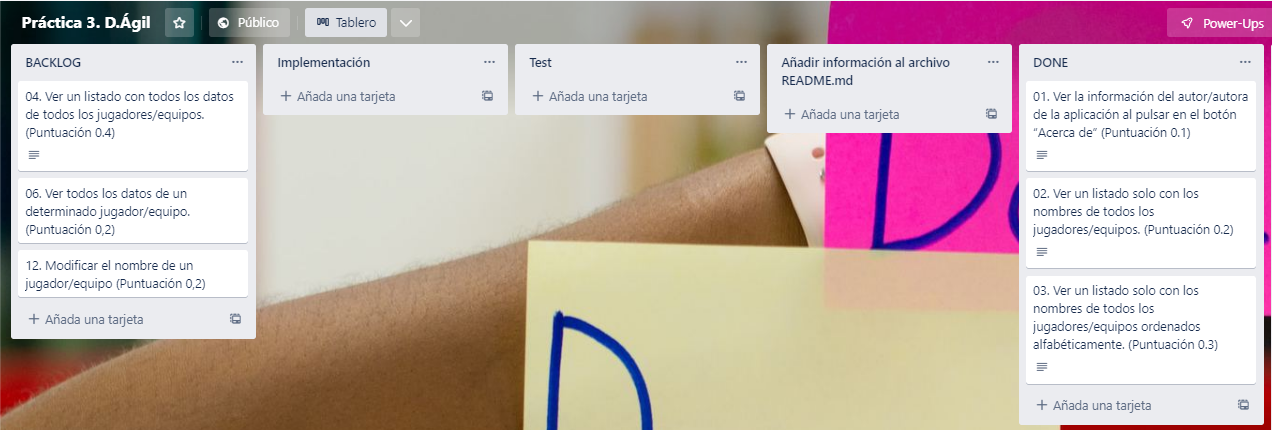 Práctica 3. D.Ágil
Público
Tablero
Power-Ups
BACKLOG
04. Ver un listado con todos los datos
de todos los jugadores/equipos.
(Puntuación 0.4)
06. Ver todos los datos de un
determinado jugador/equipo.
(Puntuación 0,2)
12. Modificar el nombre de un
jugador/equipo (Puntuación 0,2)
+ Añada una tarjeta
Implementación
+ Añada una tarjeta
Test
+ Añada una tarjeta
Añadir información al archivo
README.md
+ Añada una tarjeta
DONE
01. Ver la información del autor/autora
de la aplicación al pulsar en el botón
“Acerca de” (Puntuación 0.1)
02. Ver un listado solo con los
nombres de todos los
jugadores/equipos. (Puntuación 0.2)
03. Ver un listado solo con los
nombres de todos los
jugadores/equipos ordenados
alfabéticamente. (Puntuación 0.3)
+ Añada una tarjeta